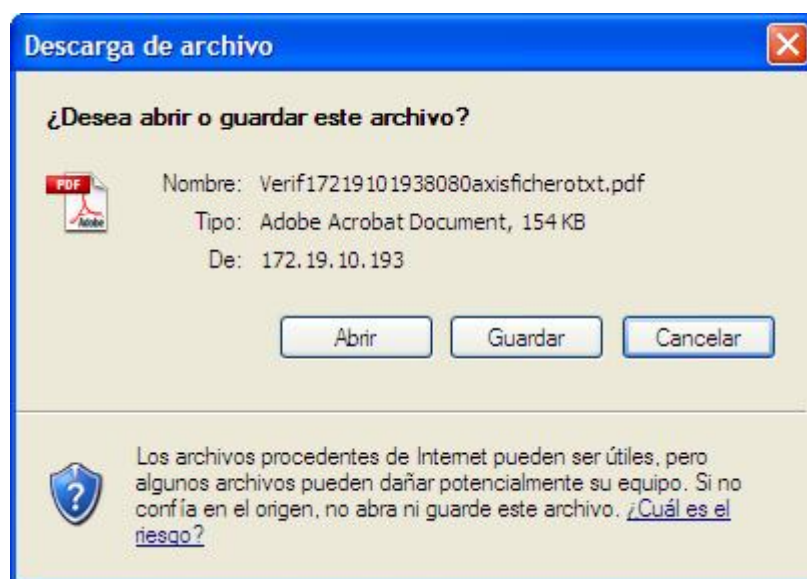 Descarga de archivo
¿Desea abrir o guardar este archivo?
PDF
Adobe
Nombre: Verif17219101938080axisficherotxt.pdf
Tipo: Adobe Acrobat Document, 154 KB
De: 172.19.10.193
Abrir Guardar Cancelar
Los archivos procedentes de Internet pueden ser útiles, pero
algunos archivos pueden dañar potencialmente su equipo. Si no
confía en el origen, no abra ni guarde este archivo. ¿Cuál es el
riesgo?